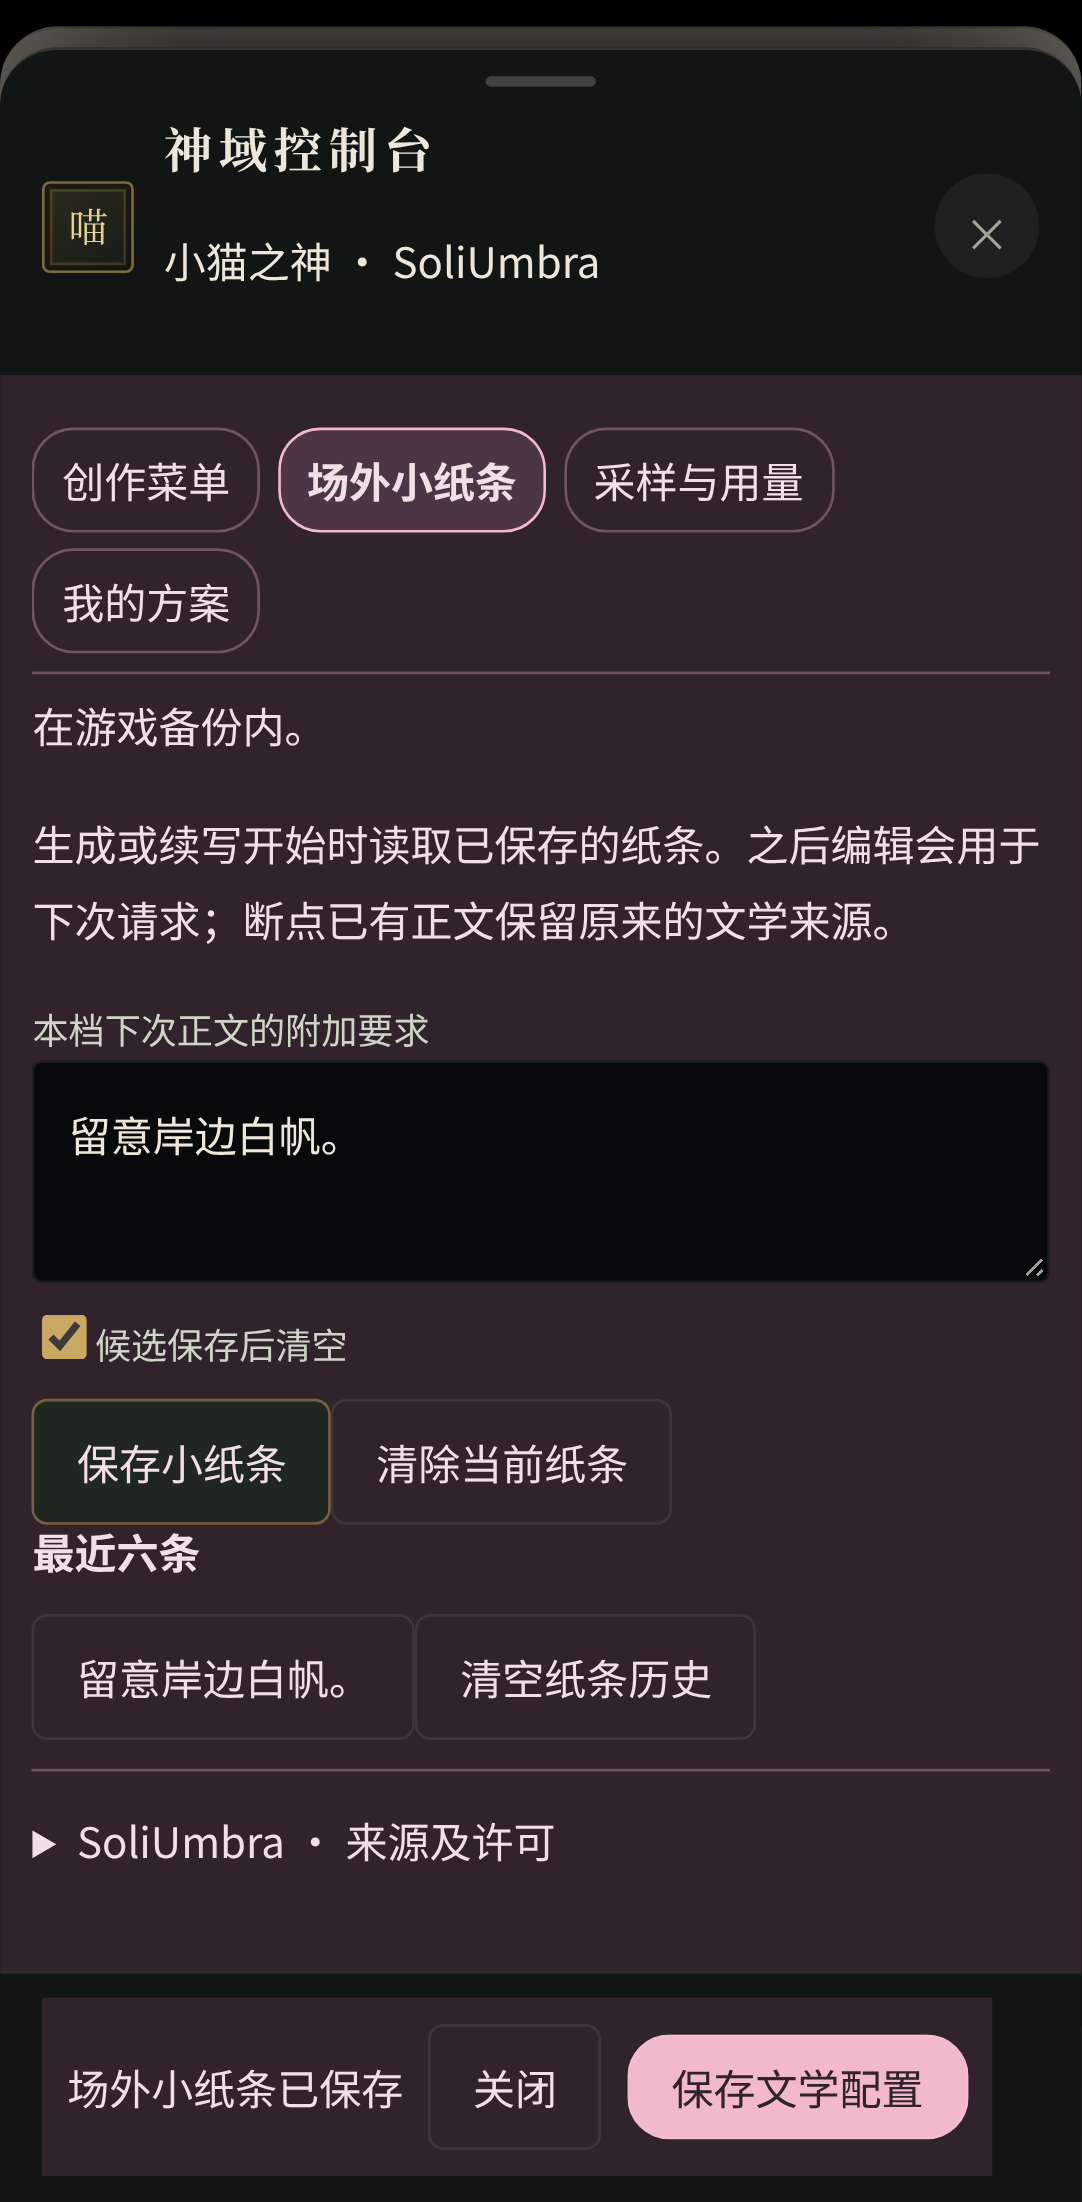 神域控制台
喵
小猫之神 · SoliUmbra
创作菜单 场外小纸条 采样与用量
我的方案
在游戏备份内。
生成或续写开始时读取已保存的纸条。之后编辑会用于
下次请求；断点已有正文保留原来的文学来源。
本档下次正文的附加要求
留意岸边白帆。
候选保存后清空
保存小纸条 清除当前纸条
最近六条
留意岸边白帆。 清空纸条历史
SoliUmbra · 来源及许可
场外小纸条已保存 关闭 保存文学配置